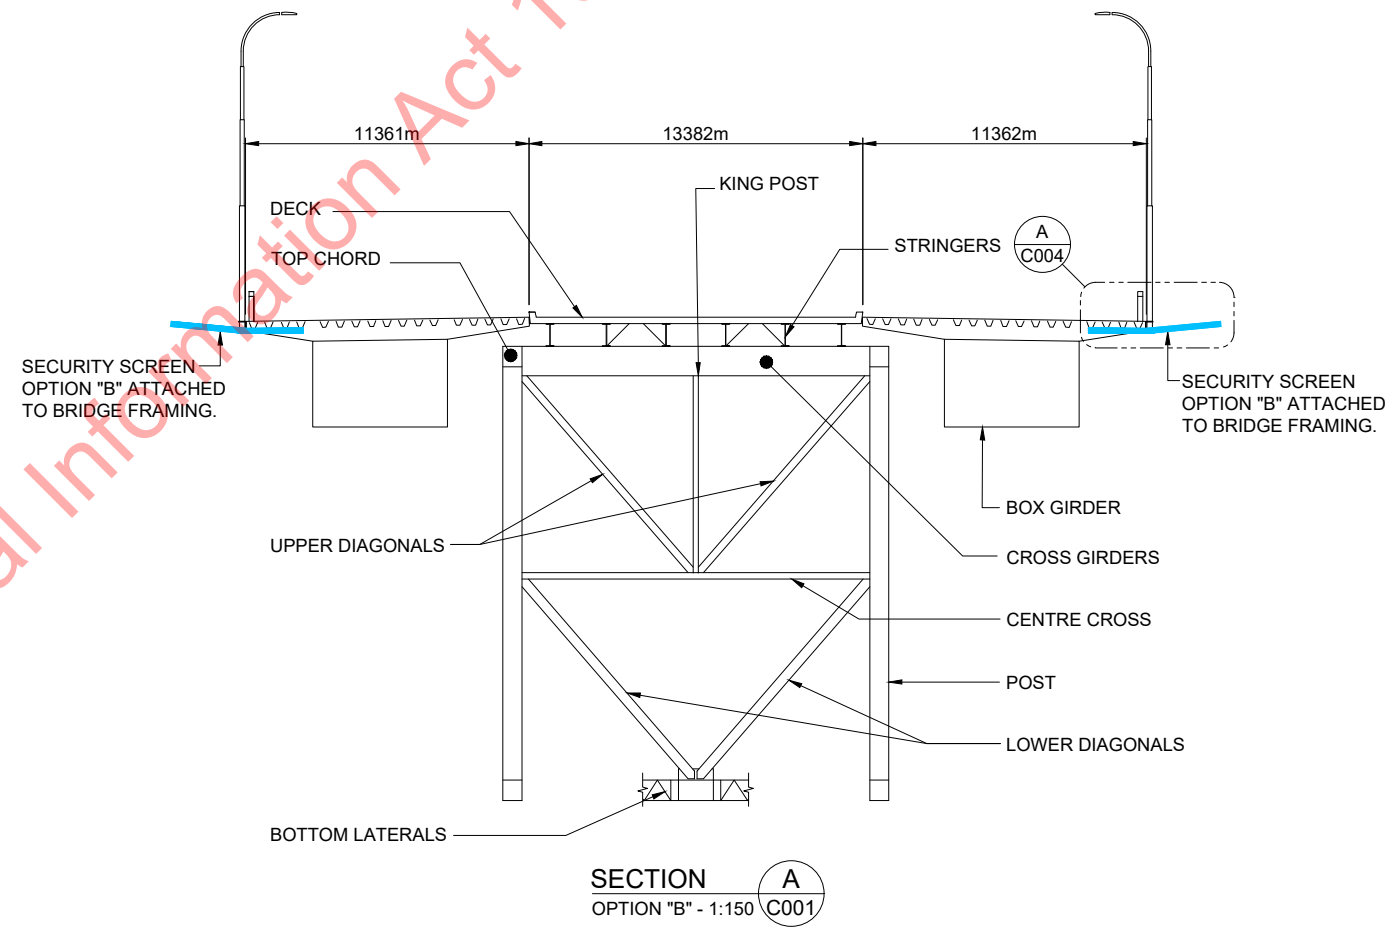 al Information Act 1
11361m
13382m
11362m
KING POST
DECK
STRINGERS
A
C004
TOP CHORD
SECURITY SCREEN
OPTION "B" ATTACHED
TO BRIDGE FRAMING.
SECURITY SCREEN
OPTION "B" ATTACHED
TO BRIDGE FRAMING.
BOX GIRDER
UPPER DIAGONALS
CROSS GIRDERS
CENTRE CROSS
POST
LOWER DIAGONALS
BOTTOM LATERALS
SECTION
OPTION "B" - 1:150
A
C001